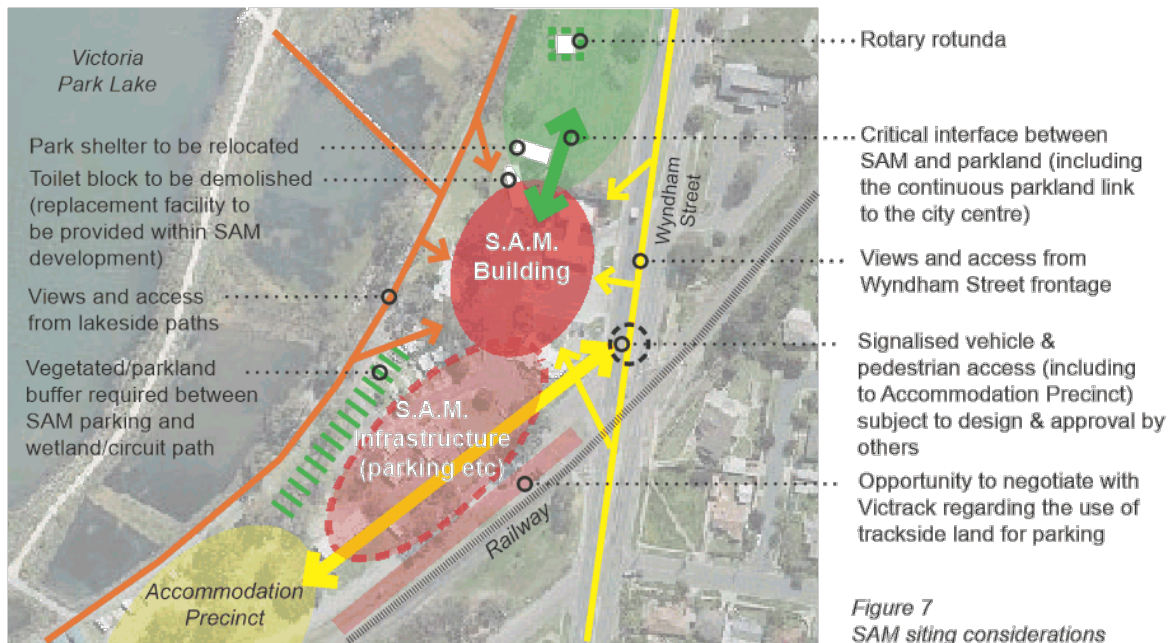 Victoria
Park Lake
Park shelter to be relocated
Toilet block to be demolished
(replacement facility to
be provided within SAM
development)
Views and access
from lakeside paths
Vegetated/parkland
buffer required between
SAM parking and
wetland/circuit path
S.A.M.
Building
S.A.M.
Infrastructure
(parking etc)
Wyndham
Street
Railway
Accommodation
Precinct
Rotary rotunda
Critical interface between
SAM and parkland (including
the continuous parkland link
to the city centre)
Views and access from
Wyndham Street frontage
Signalised vehicle &
pedestrian access (including
to Accommodation Precinct)
subject to design & approval by
others
Opportunity to negotiate with
Victrack regarding the use of
trackside land for parking
Figure 7
SAM siting considerations